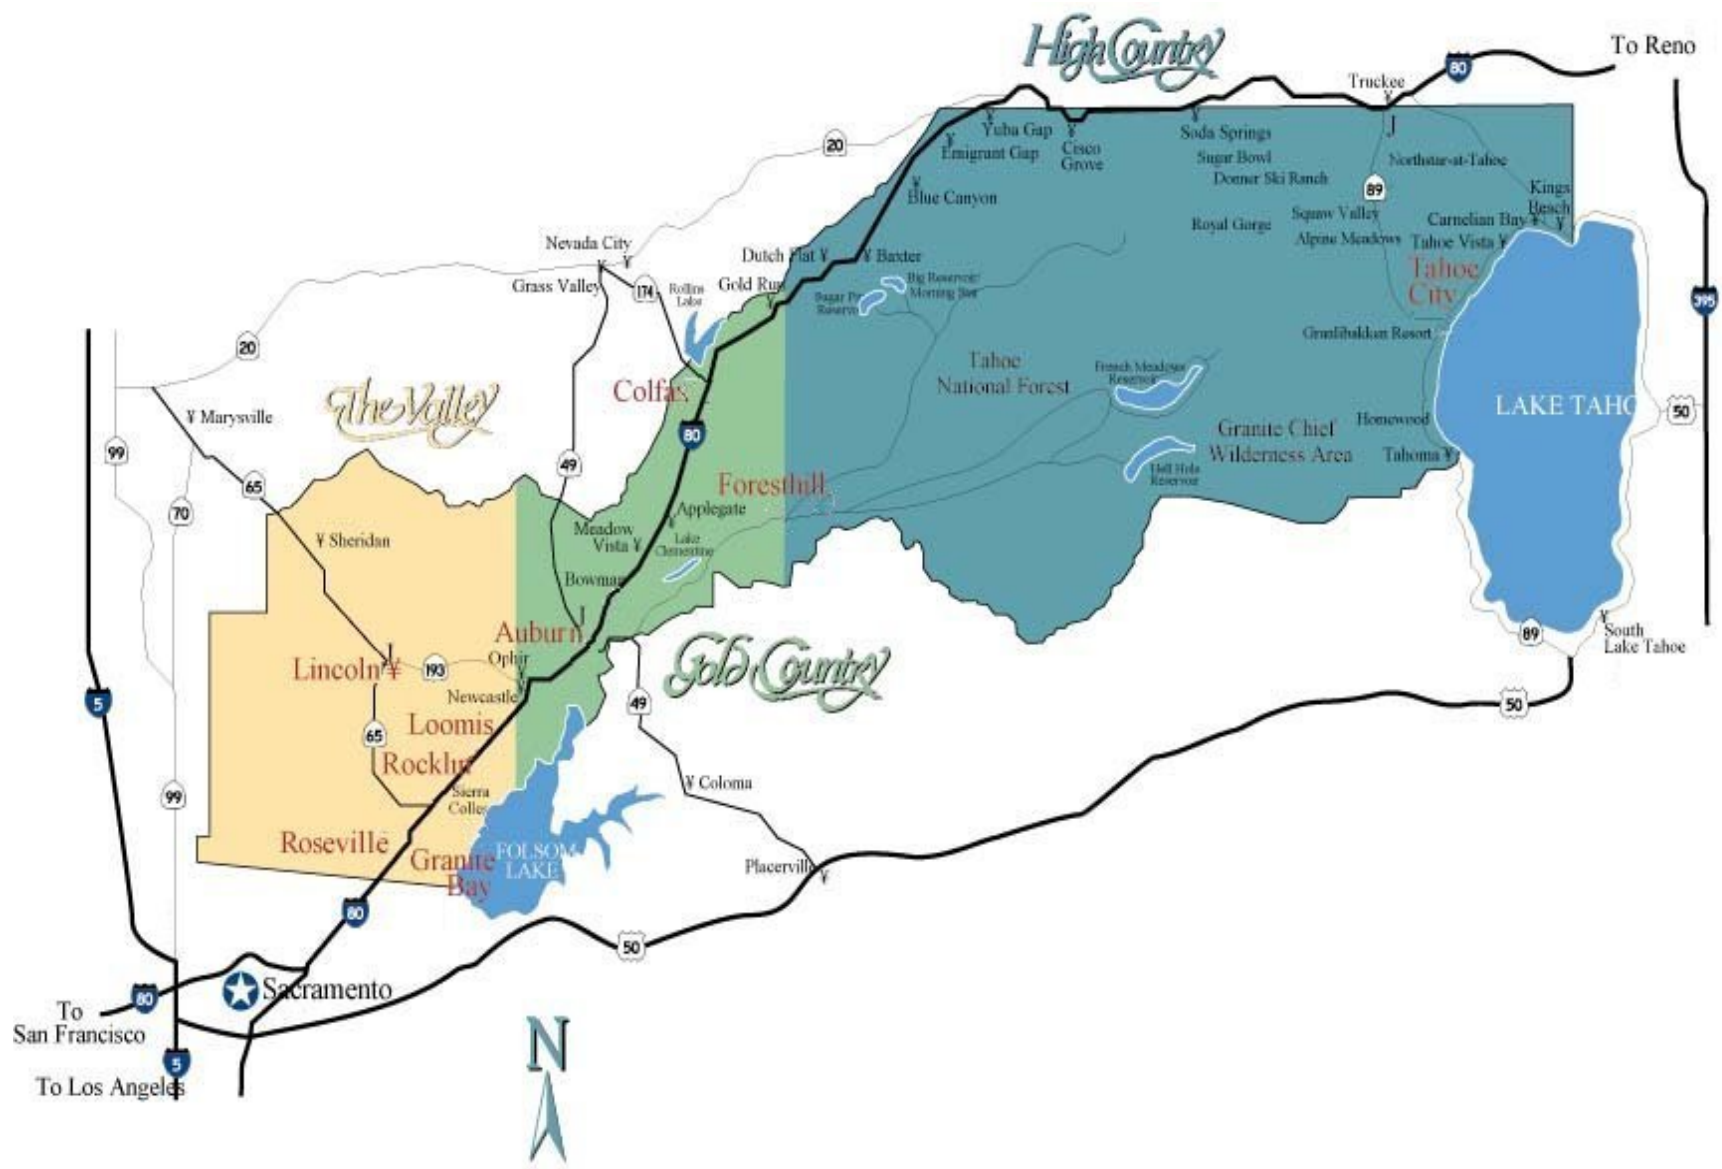 High Country
To Reno
80
Truckee
20
Yuba Gap
Emigrant Gap
Cisco
Grove
Soda Springs
Sugar Bowl
Donner Ski Ranch
Northstar-at-Tahoe
89
Blue Canyon
Kings
Beach
Royal Gorge
Squaw Valley
Carnelian Bay
Alpine Meadows
Tahoe Vista
Nevada City
Dutch Flat
Baxter
Tahoe
City
Grass Valley
174
Rollins
Lake
Gold Run
Big Reservoir/
Morning Star
395
20
Granlibakken Resort
Tahoe
National Forest
French Meadows
Reservoir
Colfax
The Valley
LAKE TAHO
50
Marysville
Homewood
80
Granite Chief
Wilderness Area
99
Tahoma
49
Hell Hole
Reservoir
65
Foresthill
70
Applegate
Meadow
Vista
Sheridan
Lake
Clementine
Bowman
Auburn
89
South
Lake Tahoe
Gold Country
Ophir
Lincoln
193
Newcastle
5
49
50
Loomis
65
Rocklin
Coloma
99
Sierra
Colle
Roseville
Granite
Bay
FOLSOM
LAKE
Placerville
80
50
Sacramento
80
To
San Francisco
5
To Los Angeles
N